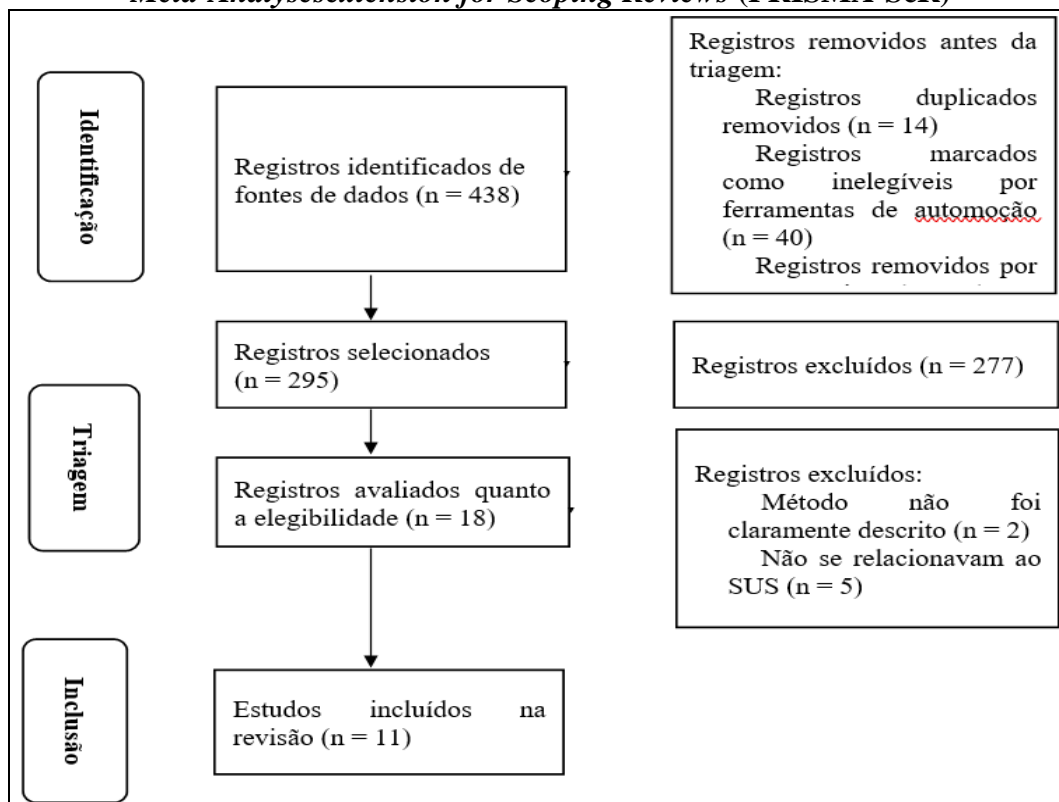 Meta-Analysesextension for Scoping Reviews (PRISMA-ScR)
Identificação
Registros identificados de
fontes de dados (n = 438)
Registros removidos antes da
triagem:
Registros duplicados
removidos (n = 14)
Registros marcados
como inelegíveis por
ferramentas de automoção
(n = 40)
Registros removidos por
Triagem
Registros selecionados
(n = 295)
Registros excluídos (n = 277)
Registros avaliados quanto
a elegibilidade (n = 18)
Registros excluídos:
Método não foi
claramente descrito (n = 2)
Não se relacionavam ao
SUS (n = 5)
Inclusão
Estudos incluídos na
revisão (n = 11)